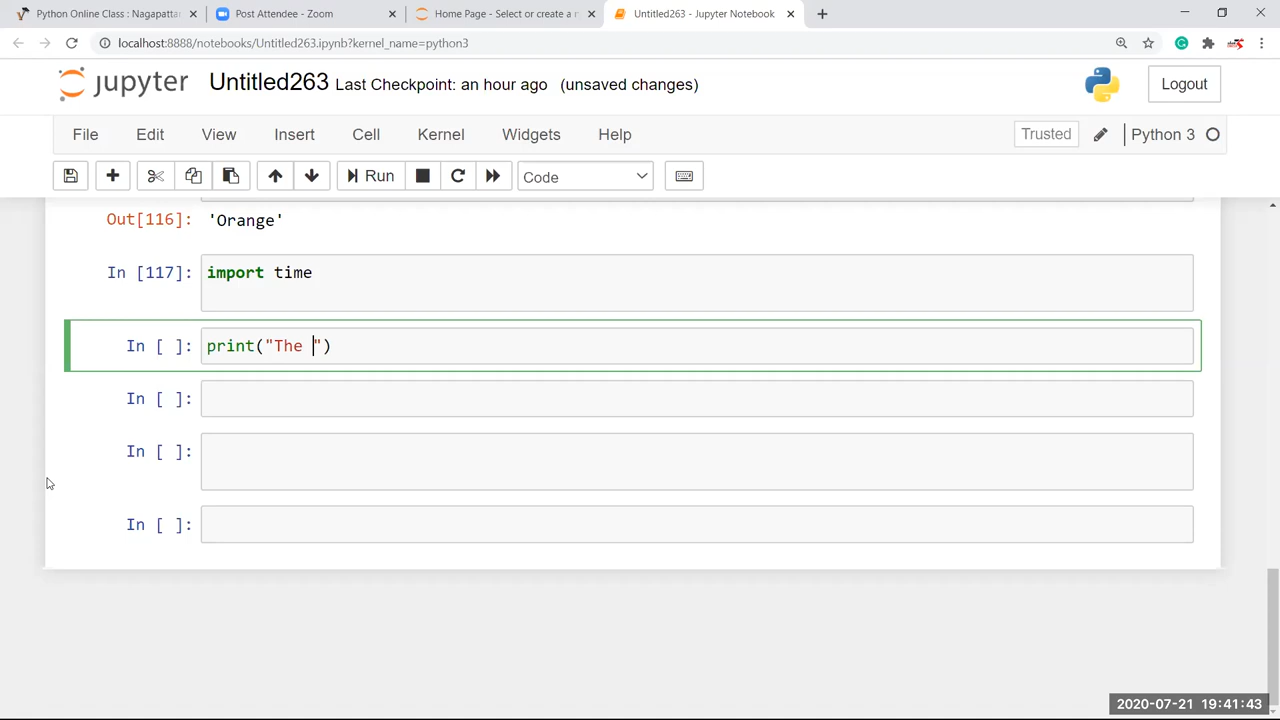 Python Online Class : Nagapattan
Post Attendee - Zoom
Home Page - Select or create a n
Untitled263 - Jupyter Notebook
localhost:8888/notebooks/Untitled263.ipynb?kernel_name=python3
jupyter Untitled263 Last Checkpoint: an hour ago (unsaved changes) Logout
File Edit View Insert Cell Kernel Widgets Help Trusted Python 3
Run Code
Out[116]: 'Orange'
In [117]: import time
In [ ]: print("The ")
In [ ]:
In [ ]:
In [ ]:
2020-07-21 19:41:43